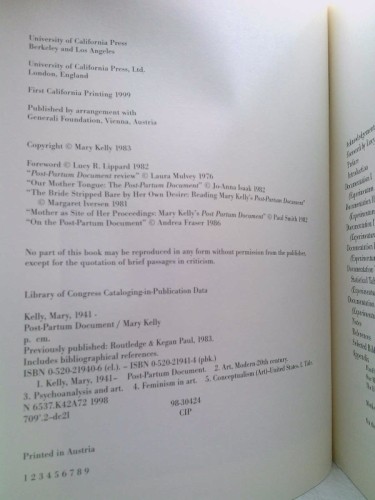 University of California Press
Berkeley and Los Angeles
University of California Press, Ltd.
London, England
First California Printing 1999
Published by arrangement with
Generali Foundation, Vienna, Austria
Copyright © Mary Kelly 1983
Foreword © Lucy R. Lippard 1982
"Post-Partum Document review" © Laura Mulvey 1976
"Our Mother Tongue: The Post-Partum Document" © Jo-Anna Isaak 1982
"The Bride Stripped Bare by Her Own Desire: Reading Mary Kelly's Post-Partum Document"
© Margaret Iversen 1981
"Mother as Site of Her Proceedings: Mary Kelly's Post Partum Document" © Paul Smith 1982
"On the Post-Partum Document" © Andrea Fraser 1986
No part of this book may be reproduced in any form without permission from the publisher,
except for the quotation of brief passages in criticism.
Library of Congress Cataloging-in-Publication Data
Kelly, Mary, 1941 -
Post-Partum Document / Mary Kelly
p. cm.
Previously published: Routledge & Kegan Paul, 1983.
Includes bibliographical references.
ISBN 0-520-21940-6 (cl.) – ISBN 0-520-21941-4 (pbk.)
1. Kelly, Mary, 1941– Post-Partum Document. 2. Art, Modern 20th century.
3. Psychoanalysis and art. 4. Feminism in art. 5. Conceptualism (Art)-United States I. Title
N 6537.K42A72 1998
98-30424
709'.2–dc21
CIP
Printed in Austria
1 2 3 4 5 6 7 8 9
Preface
Introduction